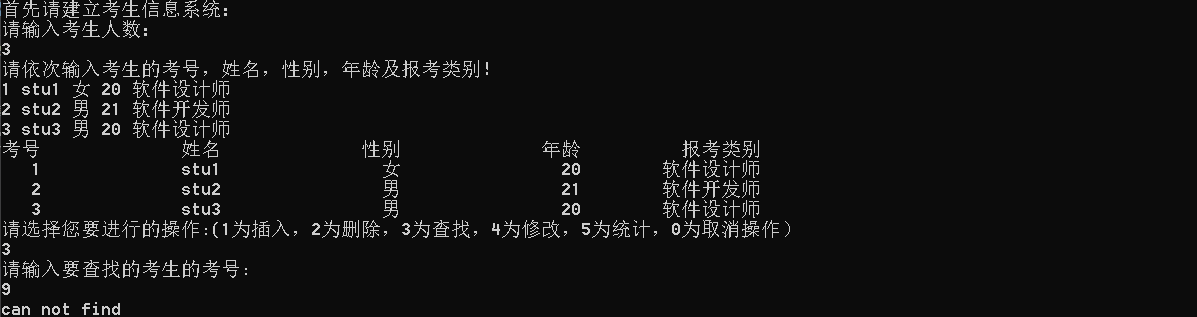 首先请建立考生信息系统:
请输入考生人数:
3
请依次输入考生的考号，姓名，性别，年龄及报考类别!
1 stu1 女 20 软件设计师
2 stu2 男 21 软件开发师
3 stu3 男 20 软件设计师
考号 姓名 性别 年龄 报考类别
1 stu1 女 20 软件设计师
2 stu2 男 21 软件开发师
3 stu3 男 20 软件设计师
请选择您要进行的操作:(1为插入，2为删除，3为查找，4为修改，5为统计，0为取消操作)
3
请输入要查找的考生的考号:
9
can not find